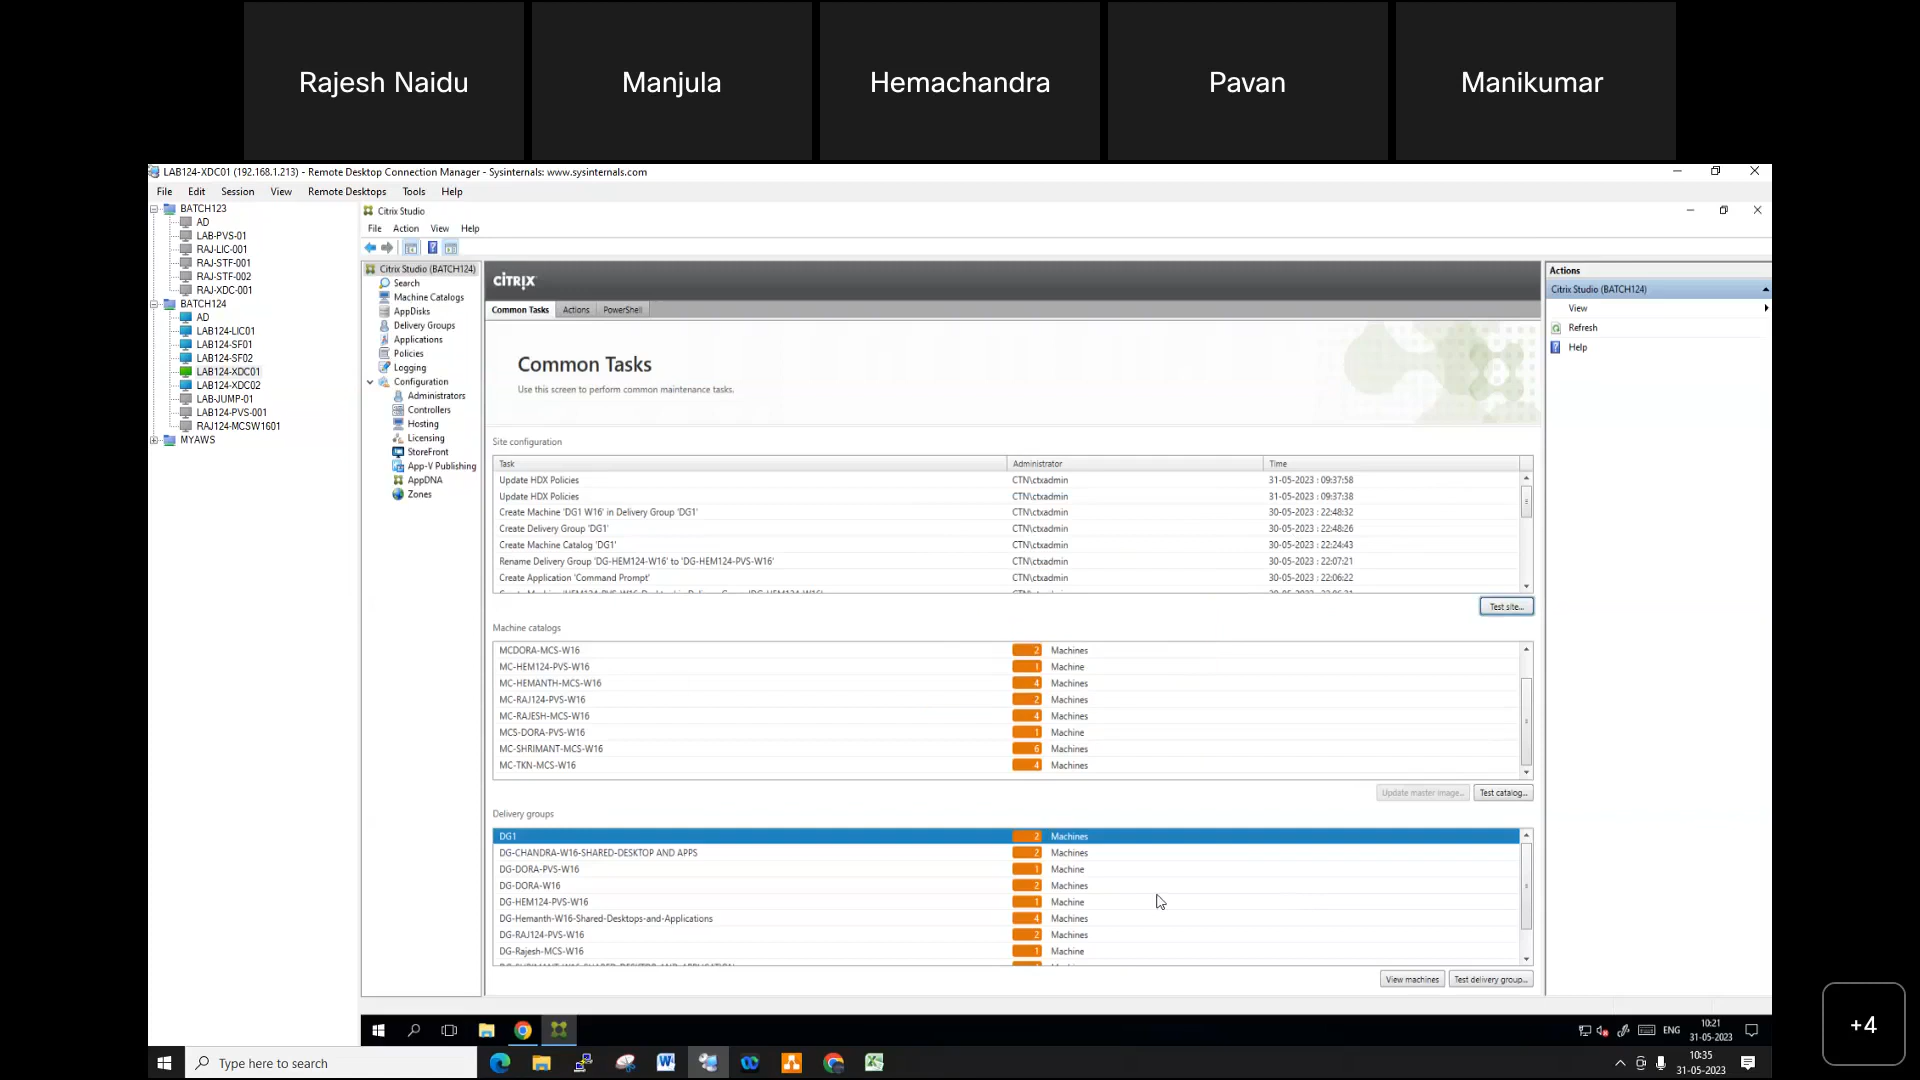 Rajesh Naidu
Manjula
Hemachandra
Pavan
Manikumar
LAB124-XDC01 (192.168.1.213) - Remote Desktop Connection Manager - Sysinternals: www.sysinternals.com
File Edit Session View Remote Desktops Tools Help
BATCH123
AD
LAB-PVS-01
RAJ-LIC-001
RAJ-STF-001
RAJ-STF-002
RAJ-XDC-001
BATCH124
AD
LAB124-LIC01
LAB124-SF01
LAB124-SF02
LAB124-XDC01
LAB124-XDC02
LAB-JUMP-01
LAB124-PVS-001
RAJ124-MCSW1601
MYAWS
Citrix Studio
File Action View Help
Citrix Studio (BATCH124)
Search
Machine Catalogs
AppDisks
Delivery Groups
Applications
Policies
Logging
Configuration
Administrators
Controllers
Hosting
Licensing
StoreFront
App-V Publishing
AppDNA
Zones
CITRIX
Common Tasks Actions PowerShell
Common Tasks
Use this screen to perform common maintenance tasks.
Site configuration
Task Administrator Time
Update HDX Policies CTN\ctxadmin 31-05-2023 : 09:37:58
Update HDX Policies CTN\ctxadmin 31-05-2023 : 09:37:38
Create Machine 'DG1 W16' in Delivery Group 'DG1' CTN\ctxadmin 30-05-2023 : 22:48:32
Create Delivery Group 'DG1' CTN\ctxadmin 30-05-2023 : 22:48:26
Create Machine Catalog 'DG1' CTN\ctxadmin 30-05-2023 : 22:24:43
Rename Delivery Group 'DG-HEM124-W16' to 'DG-HEM124-PVS-W16' CTN\ctxadmin 30-05-2023 : 22:07:21
Create Application 'Command Prompt' CTN\ctxadmin 30-05-2023 : 22:06:22
Test site...
Machine catalogs
MCDORA-MCS-W16 2 Machines
MC-HEM124-PVS-W16 1 Machine
MC-HEMANTH-MCS-W16 4 Machines
MC-RAJ124-PVS-W16 2 Machines
MC-RAJESH-MCS-W16 4 Machines
MCS-DORA-PVS-W16 1 Machine
MC-SHRIMANT-MCS-W16 6 Machines
MC-TKN-MCS-W16 4 Machines
Update master image... Test catalog...
Delivery groups
DG1 2 Machines
DG-CHANDRA-W16-SHARED-DESKTOP AND APPS 2 Machines
DG-DORA-PVS-W16 1 Machine
DG-DORA-W16 2 Machines
DG-HEM124-PVS-W16 1 Machine
DG-Hemanth-W16-Shared-Desktops-and-Applications 4 Machines
DG-RAJ124-PVS-W16 2 Machines
DG-Rajesh-MCS-W16 1 Machine
View machines Test delivery group...
Actions
Citrix Studio (BATCH124)
View
Refresh
Help
ENG
10:21
31-05-2023
Type here to search
10:35
31-05-2023
+4